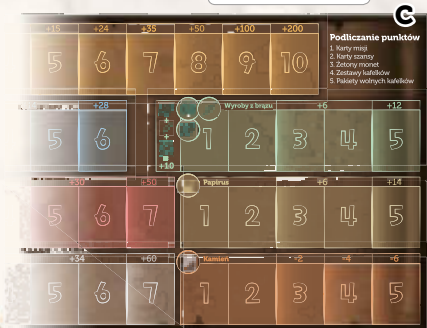 C
+15 +24 +35 +50 +100 +200
5 6 7 8 9 10
Podliczanie punktów
1. Karty misji
2. Karty szansy
3. Żetony monet
4. Zestawy kafelków
5. Pakiety wolnych kafelków
+28 Wyroby z brązu +6 +12
5 6 1 2 3 4 5
+10
+30 +50 Papirus +6 +14
5 6 7 1 2 3 4 5
+34 +60 Kamień -2 -4 -6
5 6 7 1 2 3 4 5